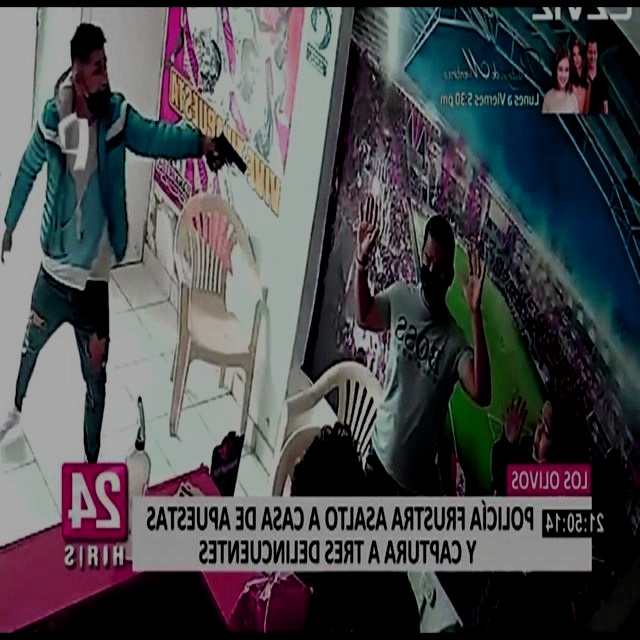 EZVIZ
Lunes a Viernes 5:30 pm
BOSS
LOS OLIVOS
21:50:14
POLICÍA FRUSTRA ASALTO A CASA DE APUESTAS
Y CAPTURA A TRES DELINCUENTES
24